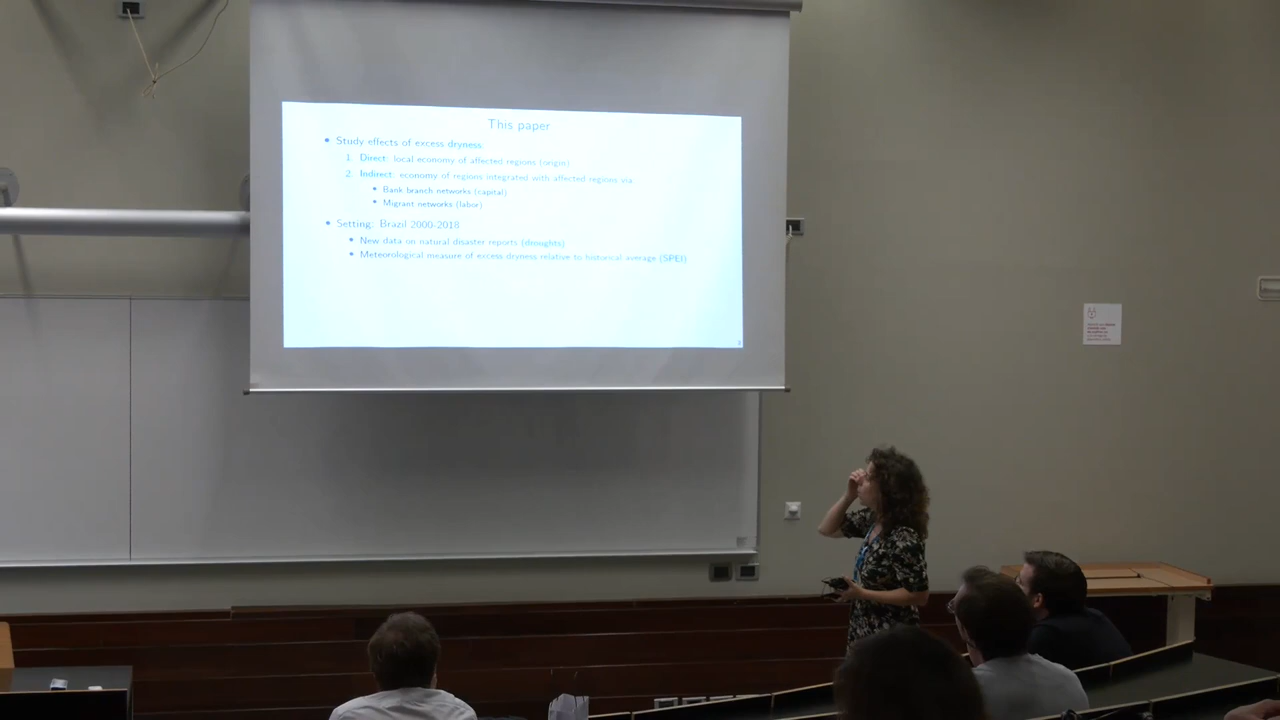 This paper
• Study effects of excess dryness:
1. Direct: local economy of affected regions (origin)
2. Indirect: economy of regions integrated with affected regions via:
• Bank branch networks (capital)
• Migrant networks (labor)
• Setting: Brazil 2000-2018
• New data on natural disaster reports (droughts)
• Meteorological measure of excess dryness relative to historical average (SPEI)